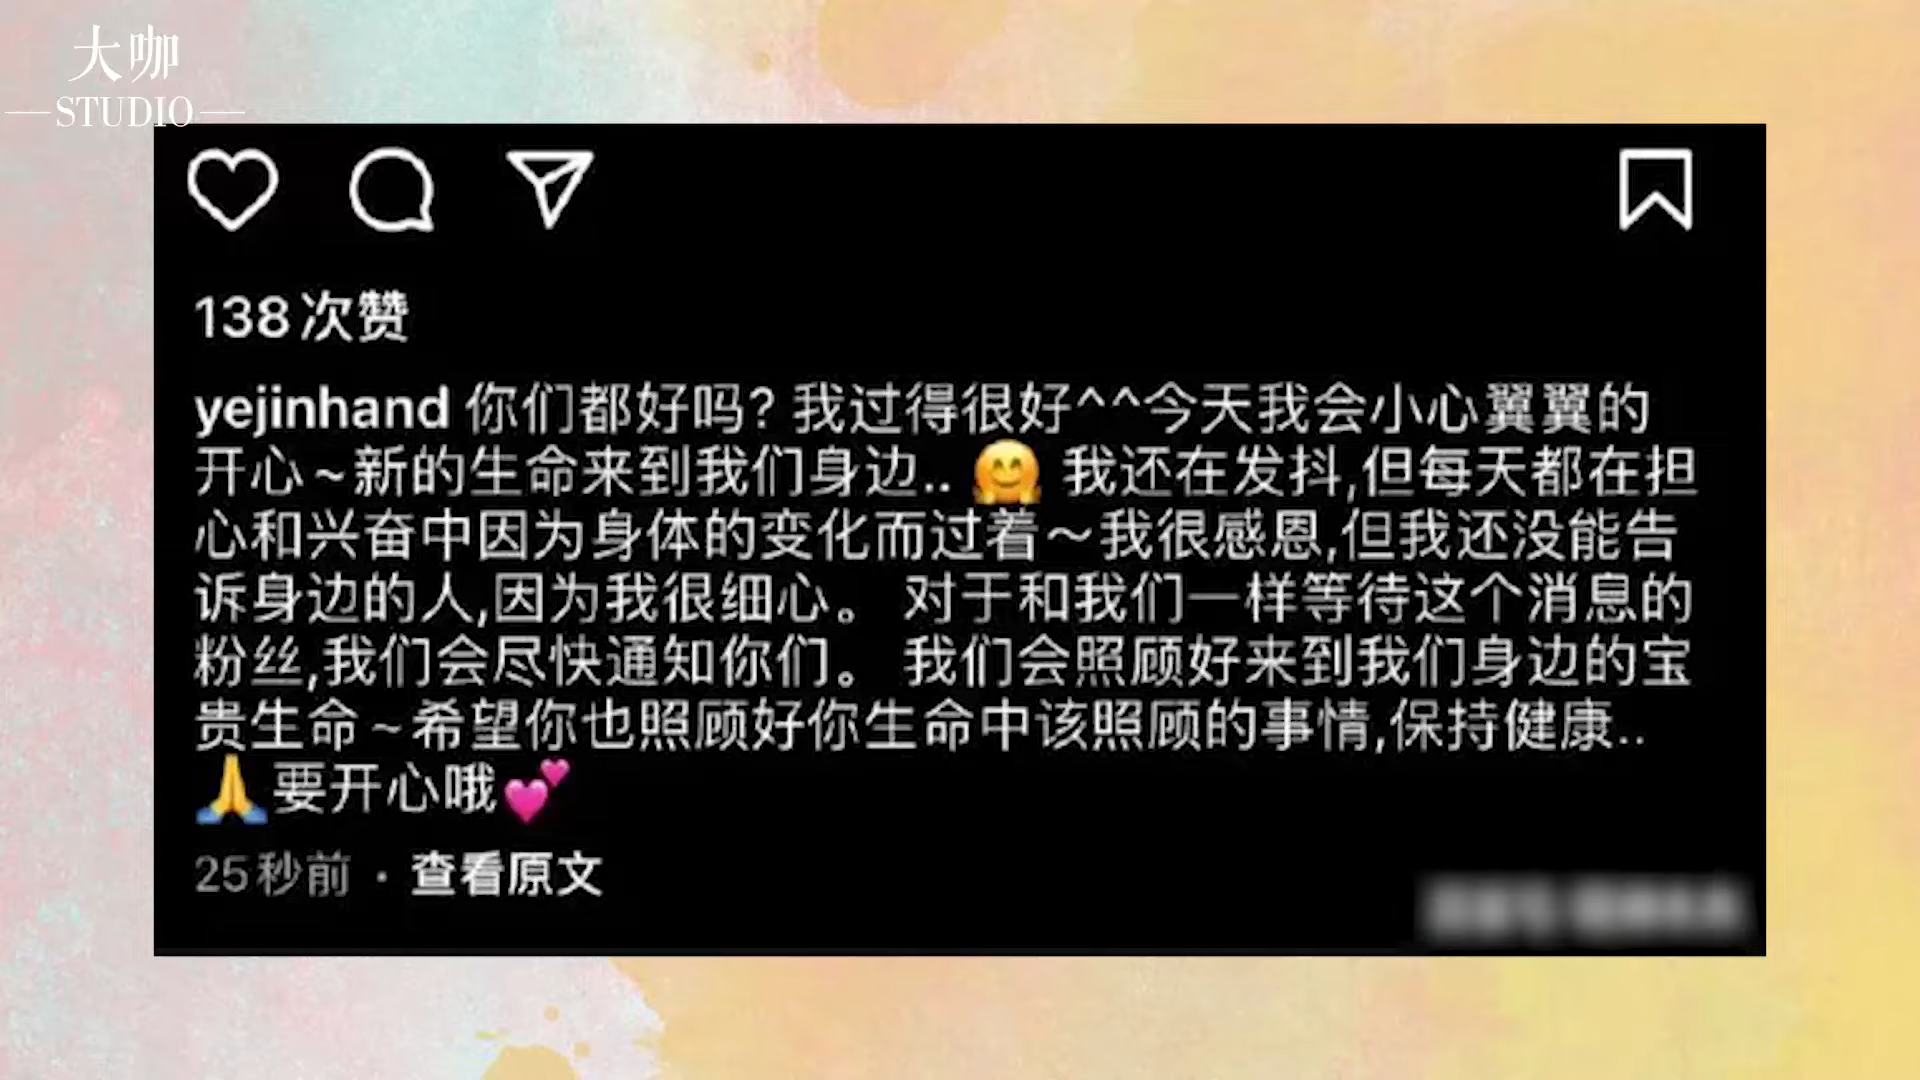 大咖
STUDIO
138次赞
yejinhand 你们都好吗? 我过得很好^^今天我会小心翼翼的
开心~新的生命来到我们身边..🤗 我还在发抖,但每天都在担
心和兴奋中因为身体的变化而过着~我很感恩,但我还没能告
诉身边的人,因为我很细心。 对于和我们一样等待这个消息的
粉丝,我们会尽快通知你们。 我们会照顾好来到我们身边的宝
贵生命~希望你也照顾好你生命中该照顾的事情,保持健康..
🙏要开心哦💕
25秒前 · 查看原文